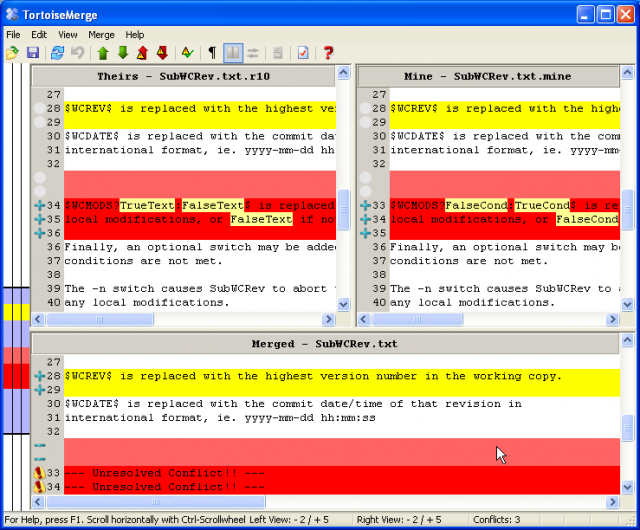 TortoiseMerge
File Edit View Merge Help
Theirs - SubWCRev.txt.r10
27
28 $WCREV$ is replaced with the highest ver
29
30 $WCDATE$ is replaced with the commit da
31 international format, ie. yyyy-mm-dd hh
32
34 $WCMODS?TrueText:FalseText$ is replaced
35 local modifications, or FalseText if no
36
36 Finally, an optional switch may be adde
37 conditions are not met.
38
39 The -n switch causes SubWCRev to abort
40 any local modifications.
Mine - SubWCRev.txt.mine
27
28 $WCREV$ is replaced with the high
29
30 $WCDATE$ is replaced with the com
31 international format, ie. yyyy-mm
32
33 $WCMODS?FalseCond:TrueCond$ is re
34 local modifications, or FalseCond
35
36 Finally, an optional switch may b
37 conditions are not met.
38
39 The -n switch causes SubWCRev to
40 any local modifications.
Merged - SubWCRev.txt
27
28 $WCREV$ is replaced with the highest version number in the working copy.
29
30 $WCDATE$ is replaced with the commit date/time of that revision in
31 international format, ie. yyyy-mm-dd hh:mm:ss
32
33 --- Unresolved Conflict!! ---
34 --- Unresolved Conflict!! ---
For Help, press F1. Scroll horizontally with Ctrl-Scrollwheel Left View: - 2 / + 5 Right View: - 2 / + 5 Conflicts: 3